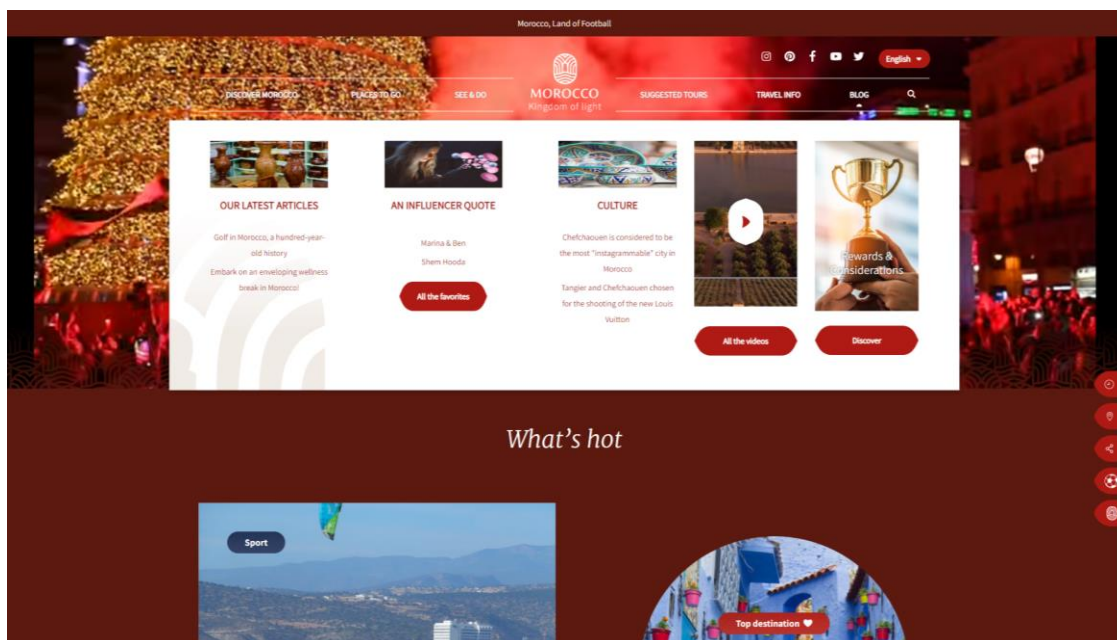 Morocco, Land of Football
English
DISCOVER MOROCCO
PLACES TO GO
SEE & DO
MOROCCO
Kingdom of light
SUGGESTED TOURS
TRAVEL INFO
BLOG
OUR LATEST ARTICLES
Golf in Morocco, a hundred-year-
old history
Embark on an enveloping wellness
break in Morocco!
AN INFLUENCER QUOTE
Marina & Ben
Shem Hooda
All the favorites
CULTURE
Chefchaouen is considered to be
the most "instagrammable" city in
Morocco
Tangier and Chefchaouen chosen
for the shooting of the new Louis
Vuitton
All the videos
Rewards &
Considerations
Discover
What's hot
Sport
Top destination